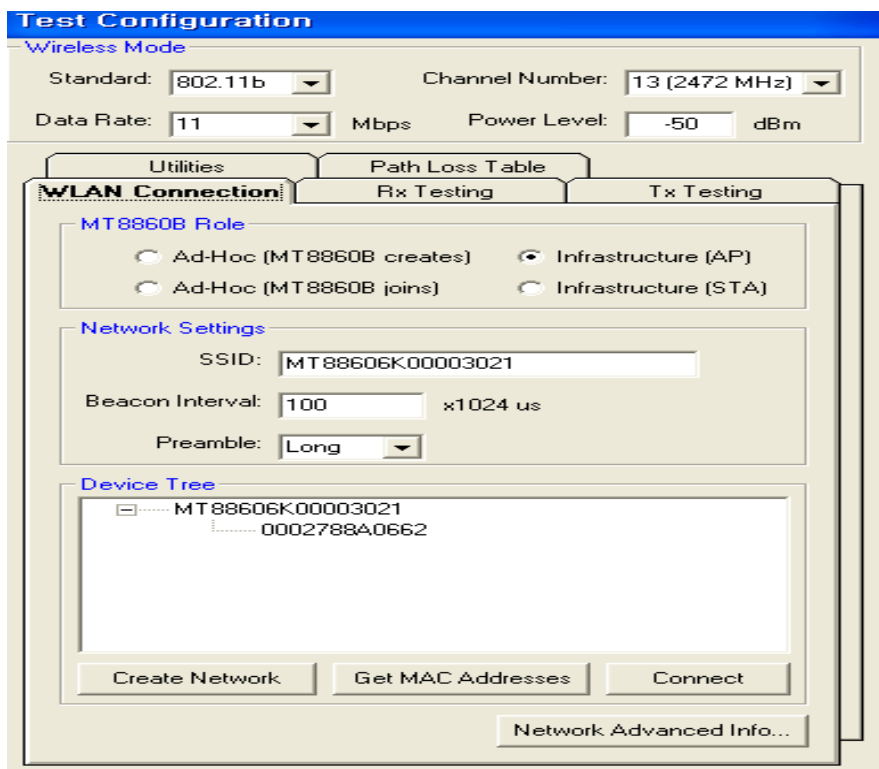 Test Configuration
Wireless Mode
Standard: 802.11b Channel Number: 13 (2472 MHz)
Data Rate: 11 Mbps Power Level: -50 dBm
Utilities Path Loss Table
WLAN Connection Rx Testing Tx Testing
MT8860B Role
Ad-Hoc (MT8860B creates) Infrastructure (AP)
Ad-Hoc (MT8860B joins) Infrastructure (STA)
Network Settings
SSID: MT88606K00003021
Beacon Interval: 100 x1024 us
Preamble: Long
Device Tree
MT88606K00003021
0002788A0662
Create Network Get MAC Addresses Connect
Network Advanced Info...